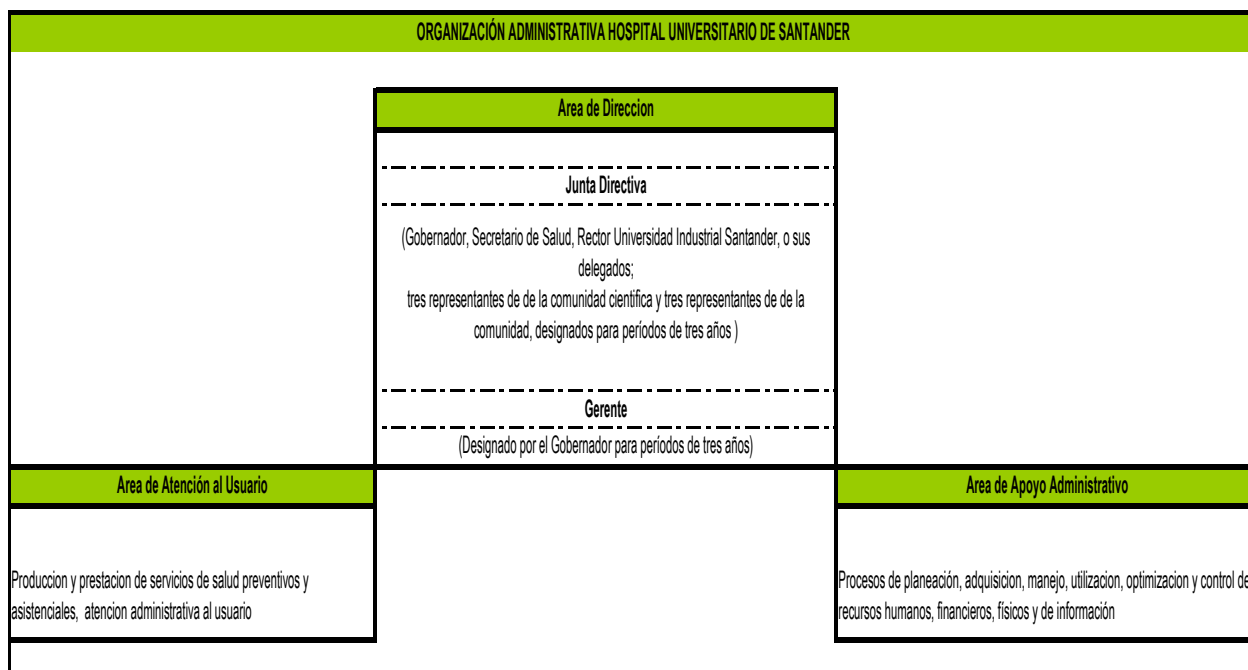 ORGANIZACIÓN ADMINISTRATIVA HOSPITAL UNIVERSITARIO DE SANTANDER
Area de Direccion
Junta Directiva
(Gobernador, Secretario de Salud, Rector Universidad Industrial Santander, o sus
delegados;
tres representantes de de la comunidad cientifica y tres representantes de de la
comunidad, designados para períodos de tres años )
Gerente
(Designado por el Gobernador para períodos de tres años)
Area de Atención al Usuario
Produccion y prestacion de servicios de salud preventivos y
asistenciales, atencion administrativa al usuario
Area de Apoyo Administrativo
Procesos de planeación, adquisicion, manejo, utilizacion, optimizacion y control de
recursos humanos, financieros, físicos y de información